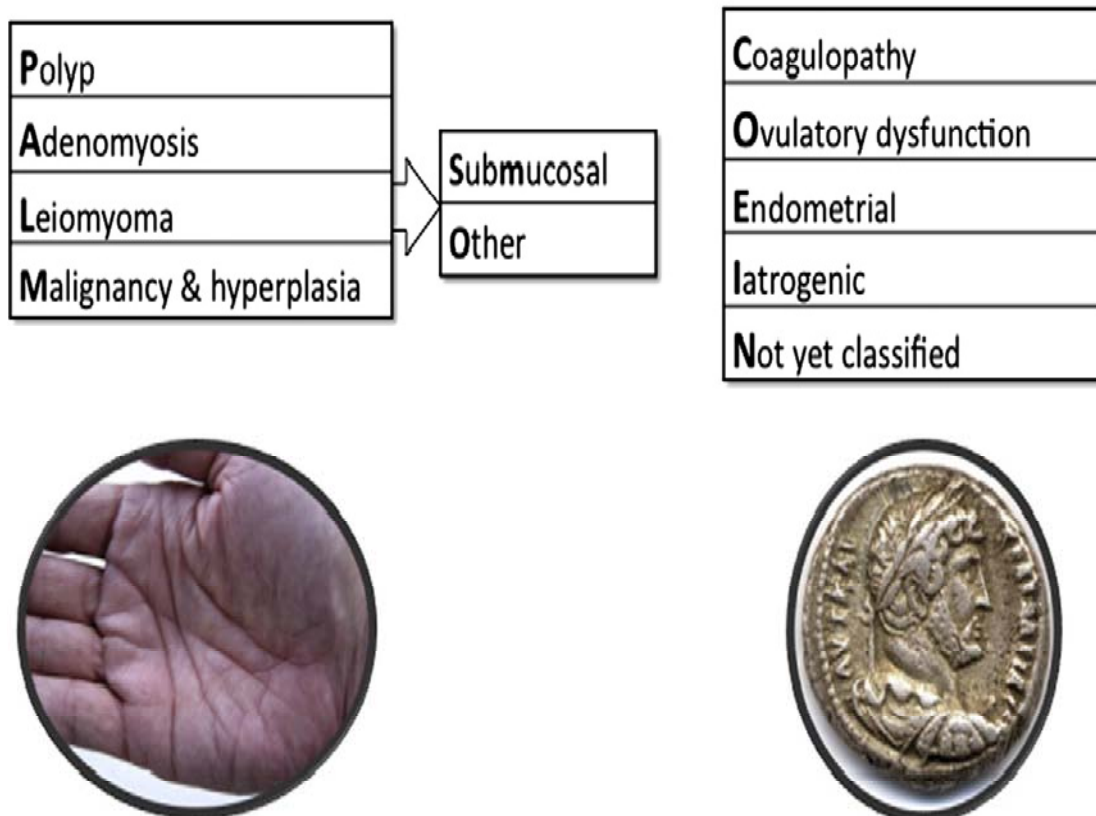 Polyp
Adenomyosis
Leiomyoma
Malignancy & hyperplasia
Submucosal
Other
Coagulopathy
Ovulatory dysfunction
Endometrial
Iatrogenic
Not yet classified